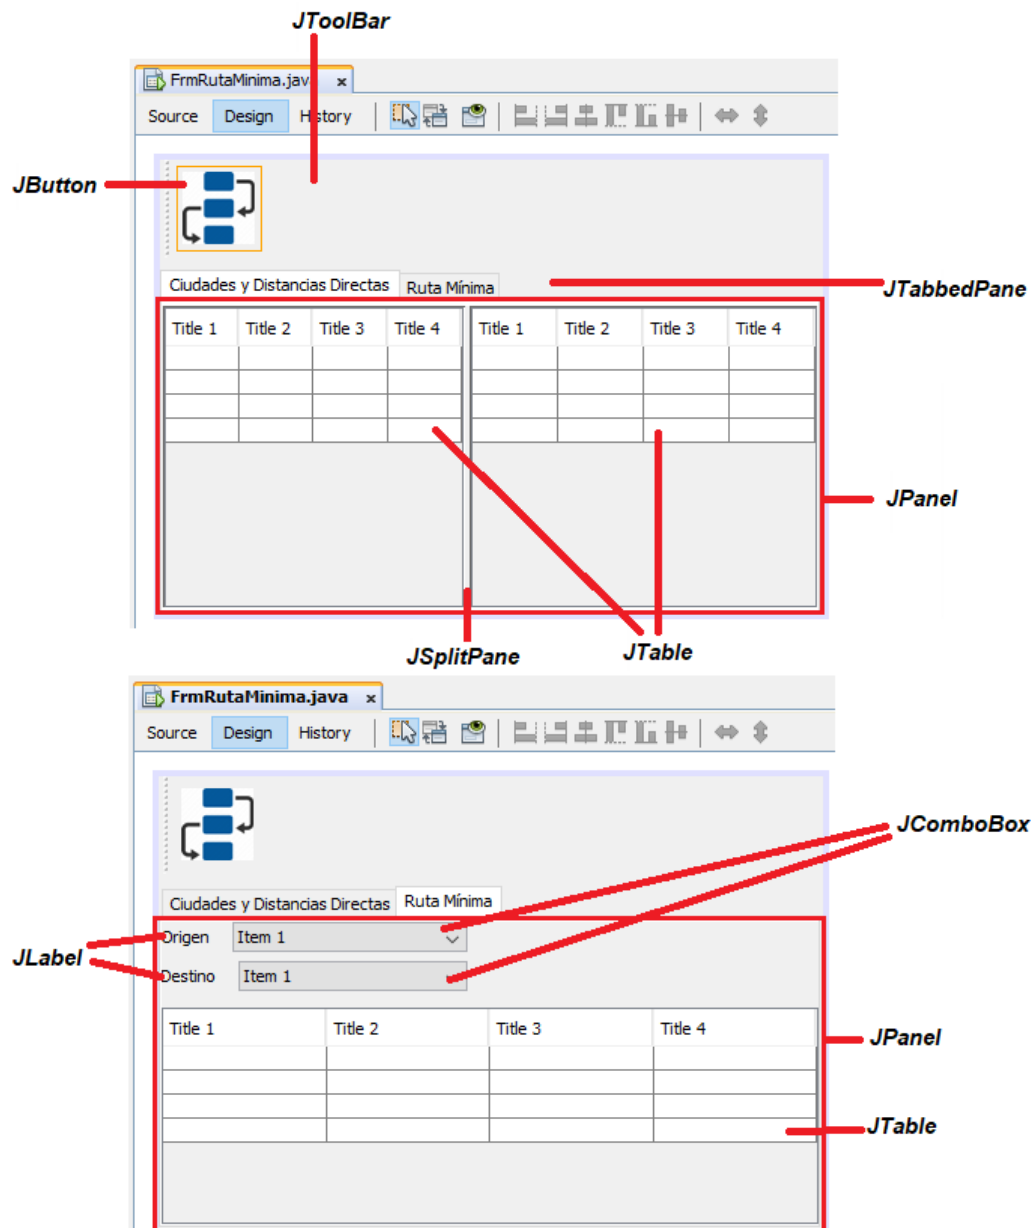 JToolBar
FrmRutaMinima.java x
Source Design History
JButton
Ciudades y Distancias Directas Ruta Mínima
JTabbedPane
Title 1 Title 2 Title 3 Title 4 Title 1 Title 2 Title 3 Title 4
JPanel
JSplitPane
JTable
FrmRutaMinima.java x
Source Design History
JComboBox
Ciudades y Distancias Directas Ruta Mínima
Origen Item 1
JLabel
Destino Item 1
Title 1 Title 2 Title 3 Title 4
JPanel
JTable